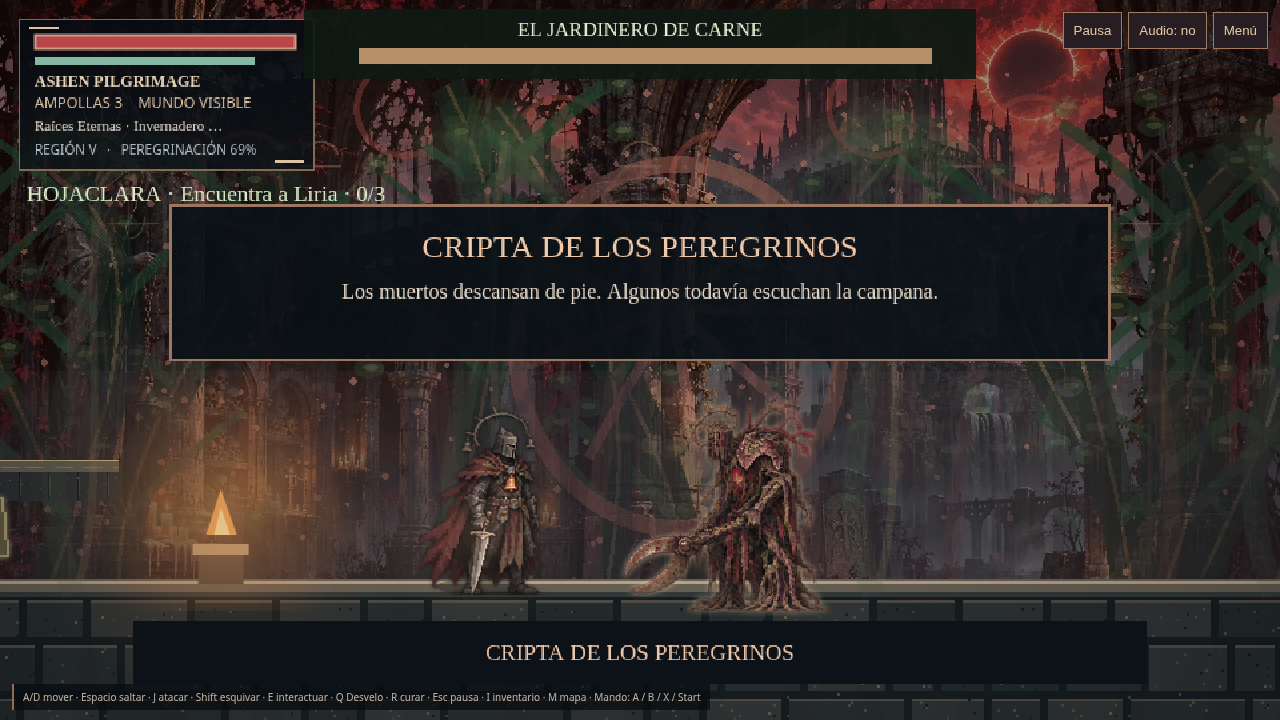 EL JARDINERO DE CARNE
Pausa
Audio: no
Menú
ASHEN PILGRIMAGE
AMPOLLAS 3 MUNDO VISIBLE
Raíces Eternas · Invernadero …
REGIÓN V · PEREGRINACIÓN 69%
HOJACLARA · Encuentra a Liria · 0/3
CRIPTA DE LOS PEREGRINOS
Los muertos descansan de pie. Algunos todavía escuchan la campana.
CRIPTA DE LOS PEREGRINOS
A/D mover · Espacio saltar · J atacar · Shift esquivar · E interactuar · Q Desvelo · R curar · Esc pausa · I inventario · M mapa · Mando: A / B / X / Start